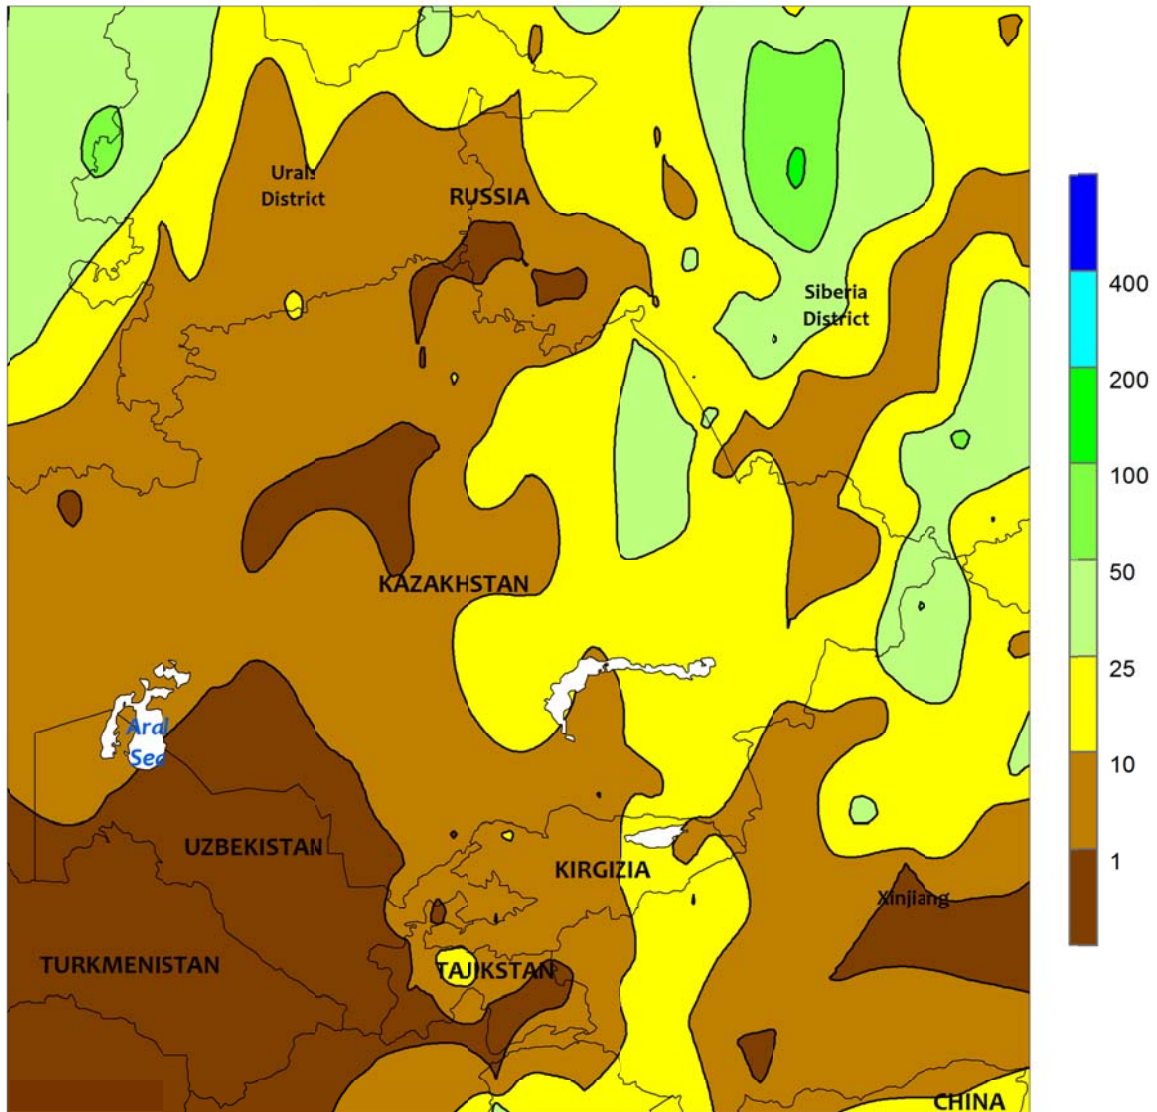 Urals
District
RUSSIA
Siberia
District
KAZAKHSTAN
Aral
Sea
UZBEKISTAN
KIRGIZIA
Xinjiang
TURKMENISTAN
TAJIKSTAN
CHINA
400
200
100
50
25
10
1